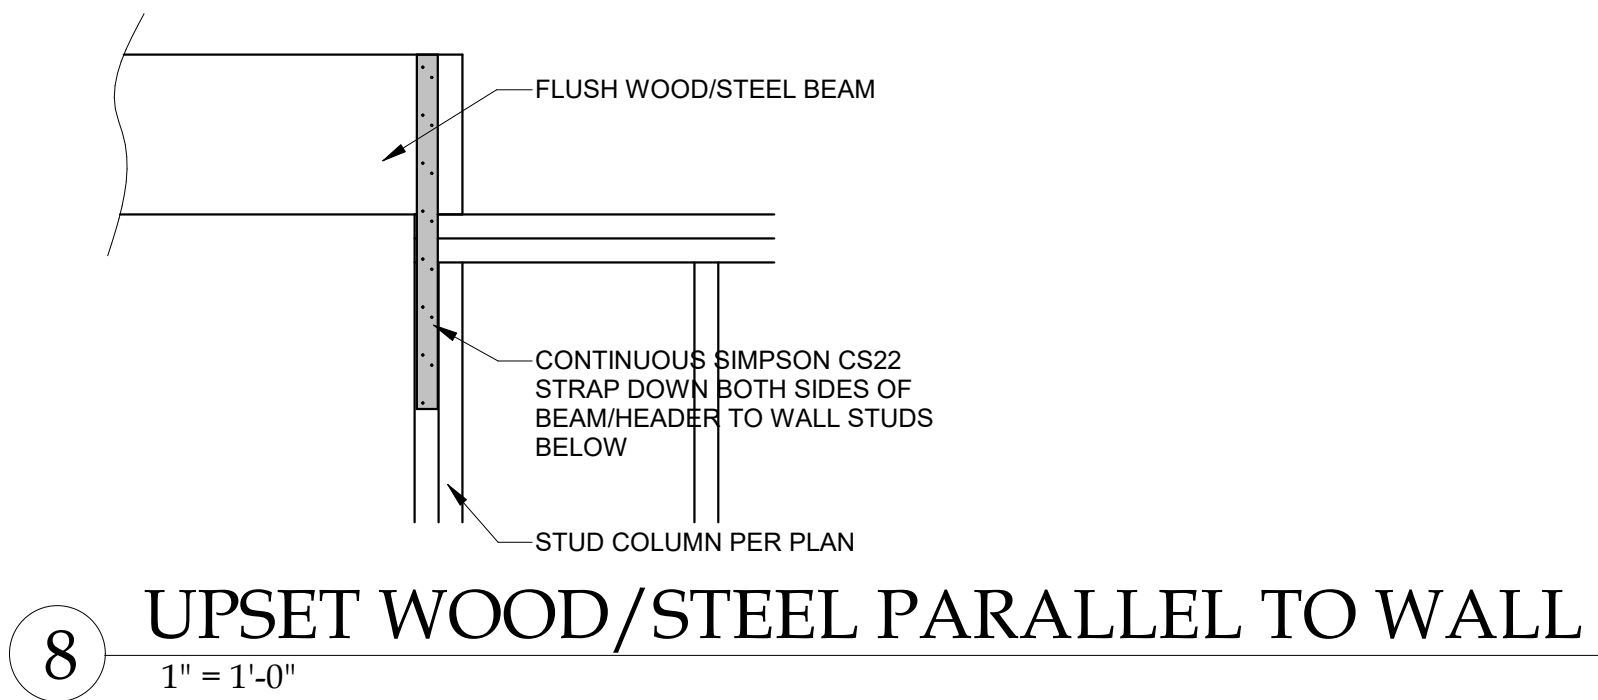 FLUSH WOOD/STEEL BEAM
CONTINUOUS SIMPSON CS22
STRAP DOWN BOTH SIDES OF
BEAM/HEADER TO WALL STUDS
BELOW
STUD COLUMN PER PLAN
8
UPSET WOOD/STEEL PARALLEL TO WALL
1" = 1'-0"